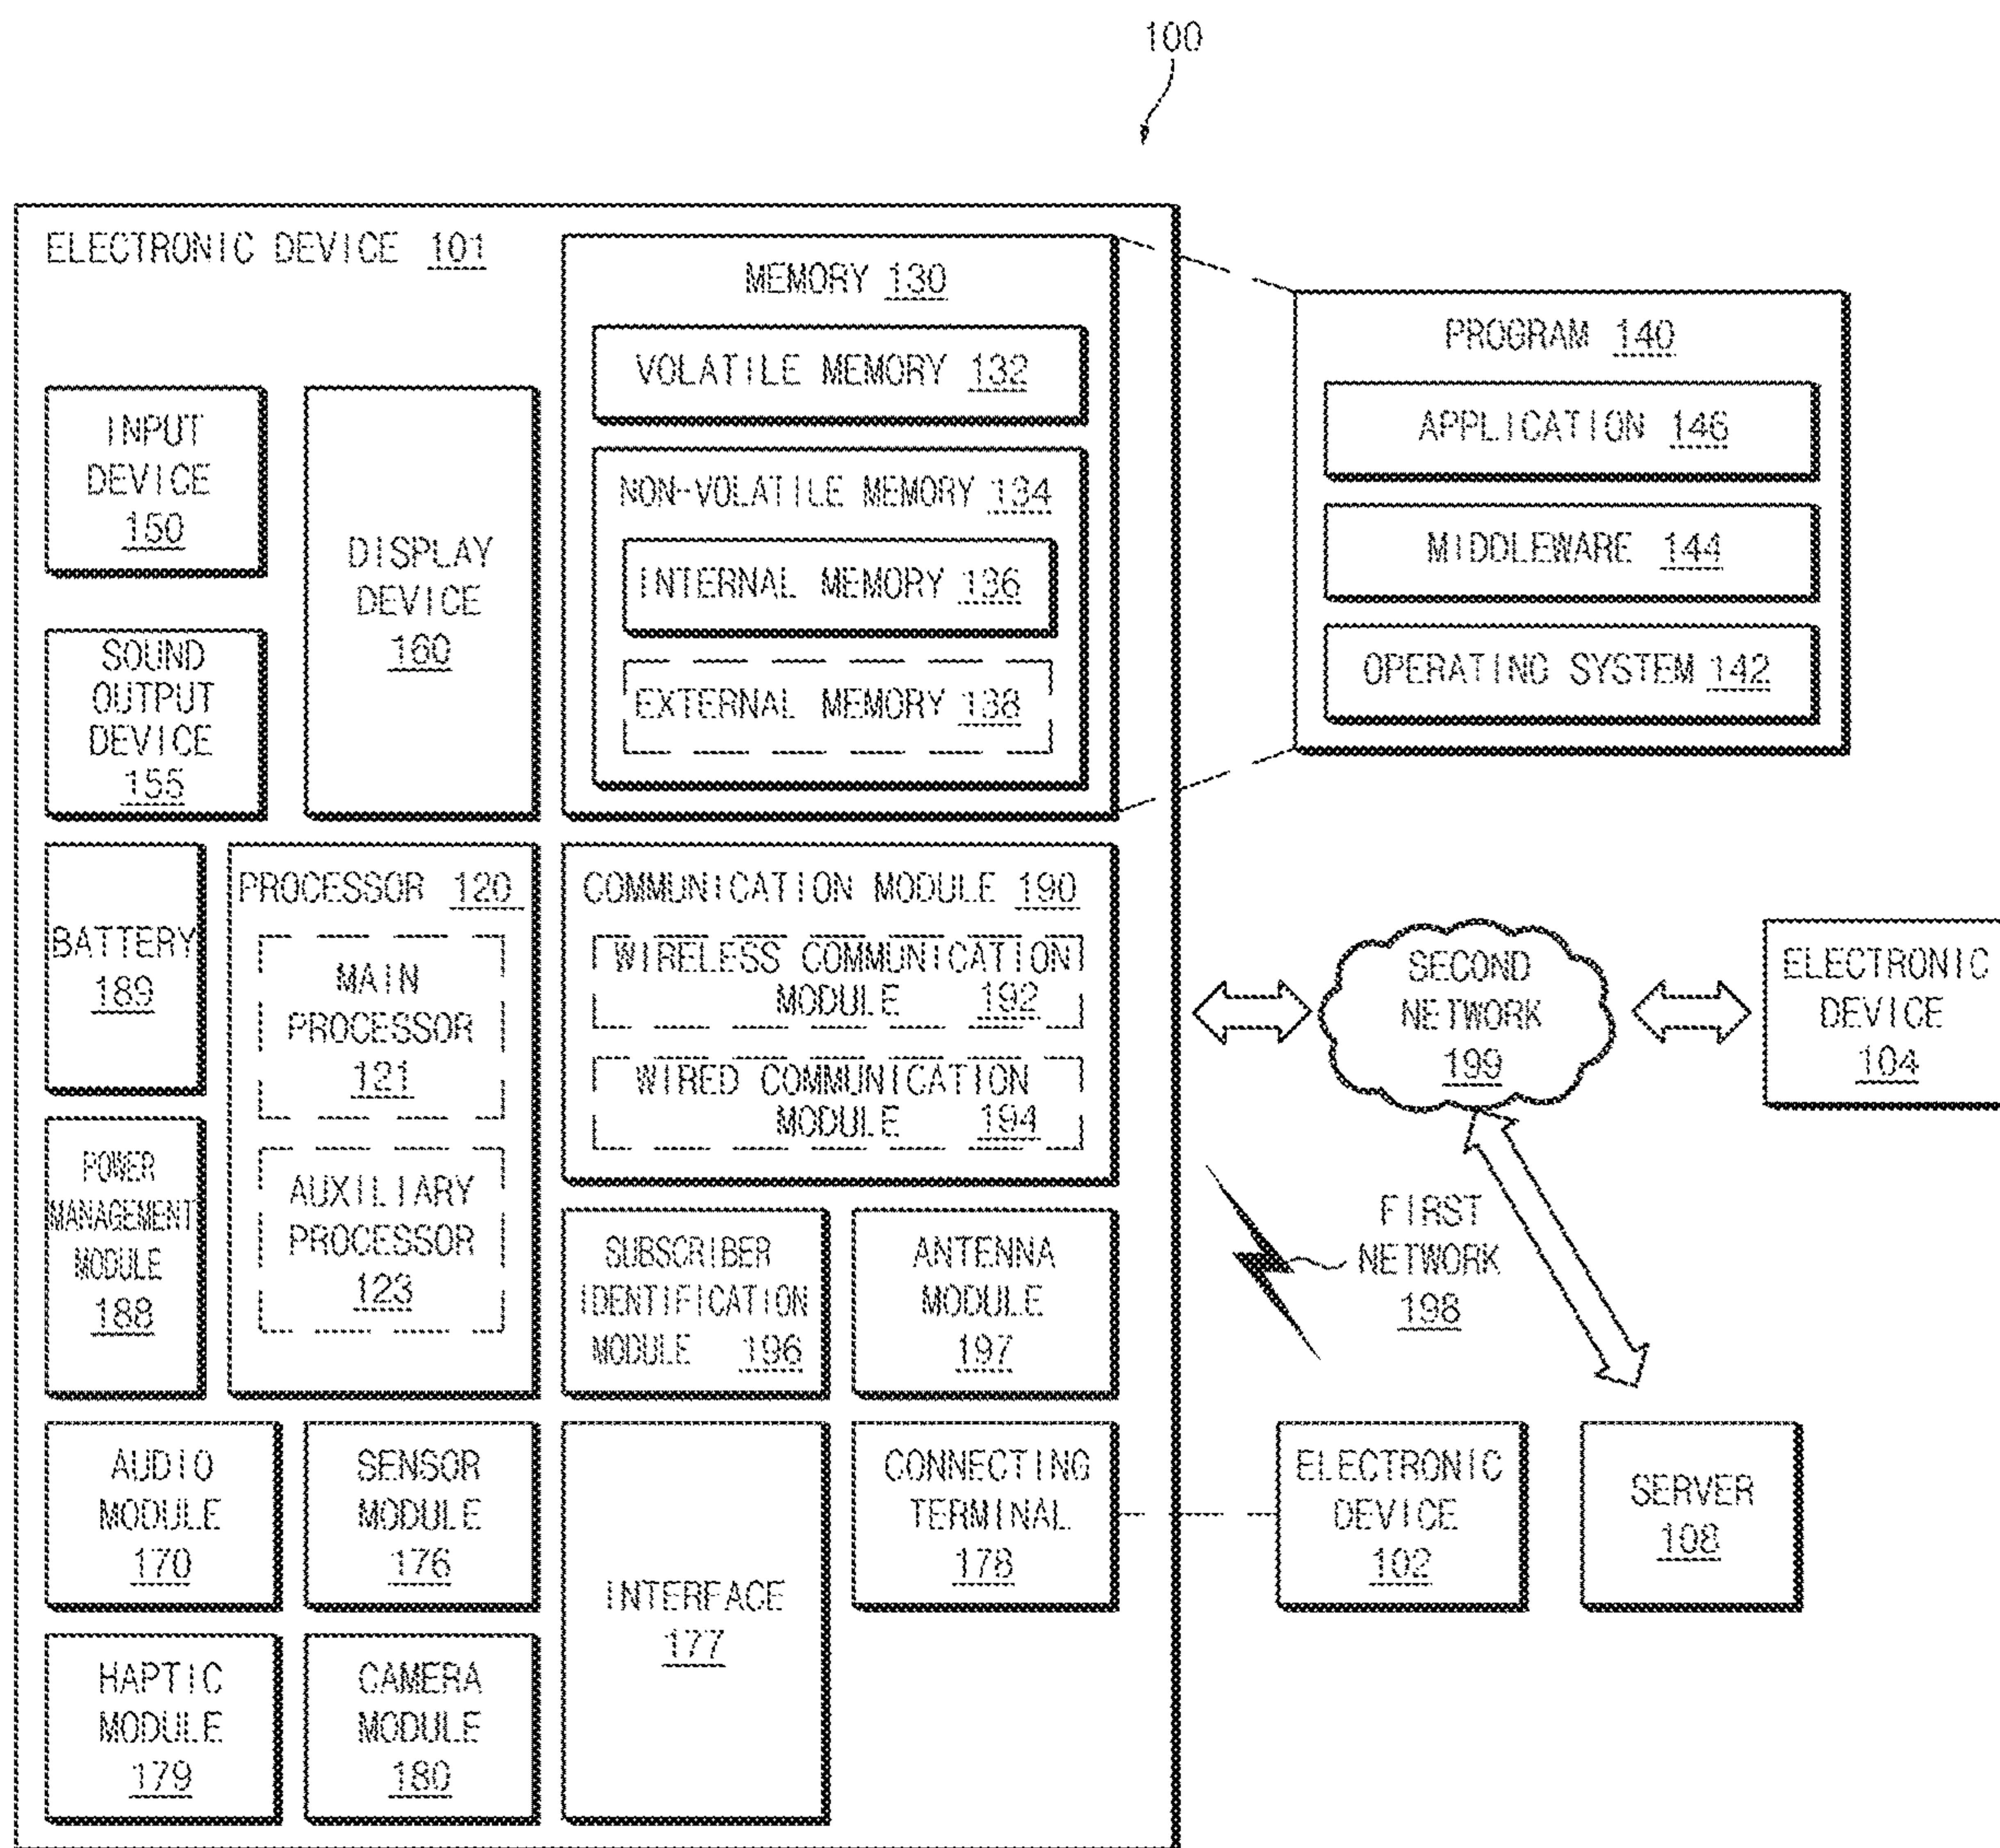 100
ELECTRONIC DEVICE 101
MEMORY 130
VOLATILE MEMORY 132
NON-VOLATILE MEMORY 134
INTERNAL MEMORY 136
EXTERNAL MEMORY 138
PROGRAM 140
APPLICATION 146
MIDDLEWARE 144
OPERATING SYSTEM 142
INPUT
DEVICE
150
SOUND
OUTPUT
DEVICE
155
DISPLAY
DEVICE
160
BATTERY
189
POWER
MANAGEMENT
MODULE
188
PROCESSOR 120
MAIN
PROCESSOR
121
AUXILIARY
PROCESSOR
123
COMMUNICATION MODULE 190
WIRELESS COMMUNICATION
MODULE 192
WIRED COMMUNICATION
MODULE 194
SUBSCRIBER
IDENTIFICATION
MODULE 196
ANTENNA
MODULE
197
SECOND
NETWORK
199
ELECTRONIC
DEVICE
104
FIRST
NETWORK
198
AUDIO
MODULE
170
SENSOR
MODULE
176
INTERFACE
177
CONNECTING
TERMINAL
178
ELECTRONIC
DEVICE
102
SERVER
108
HAPTIC
MODULE
179
CAMERA
MODULE
180